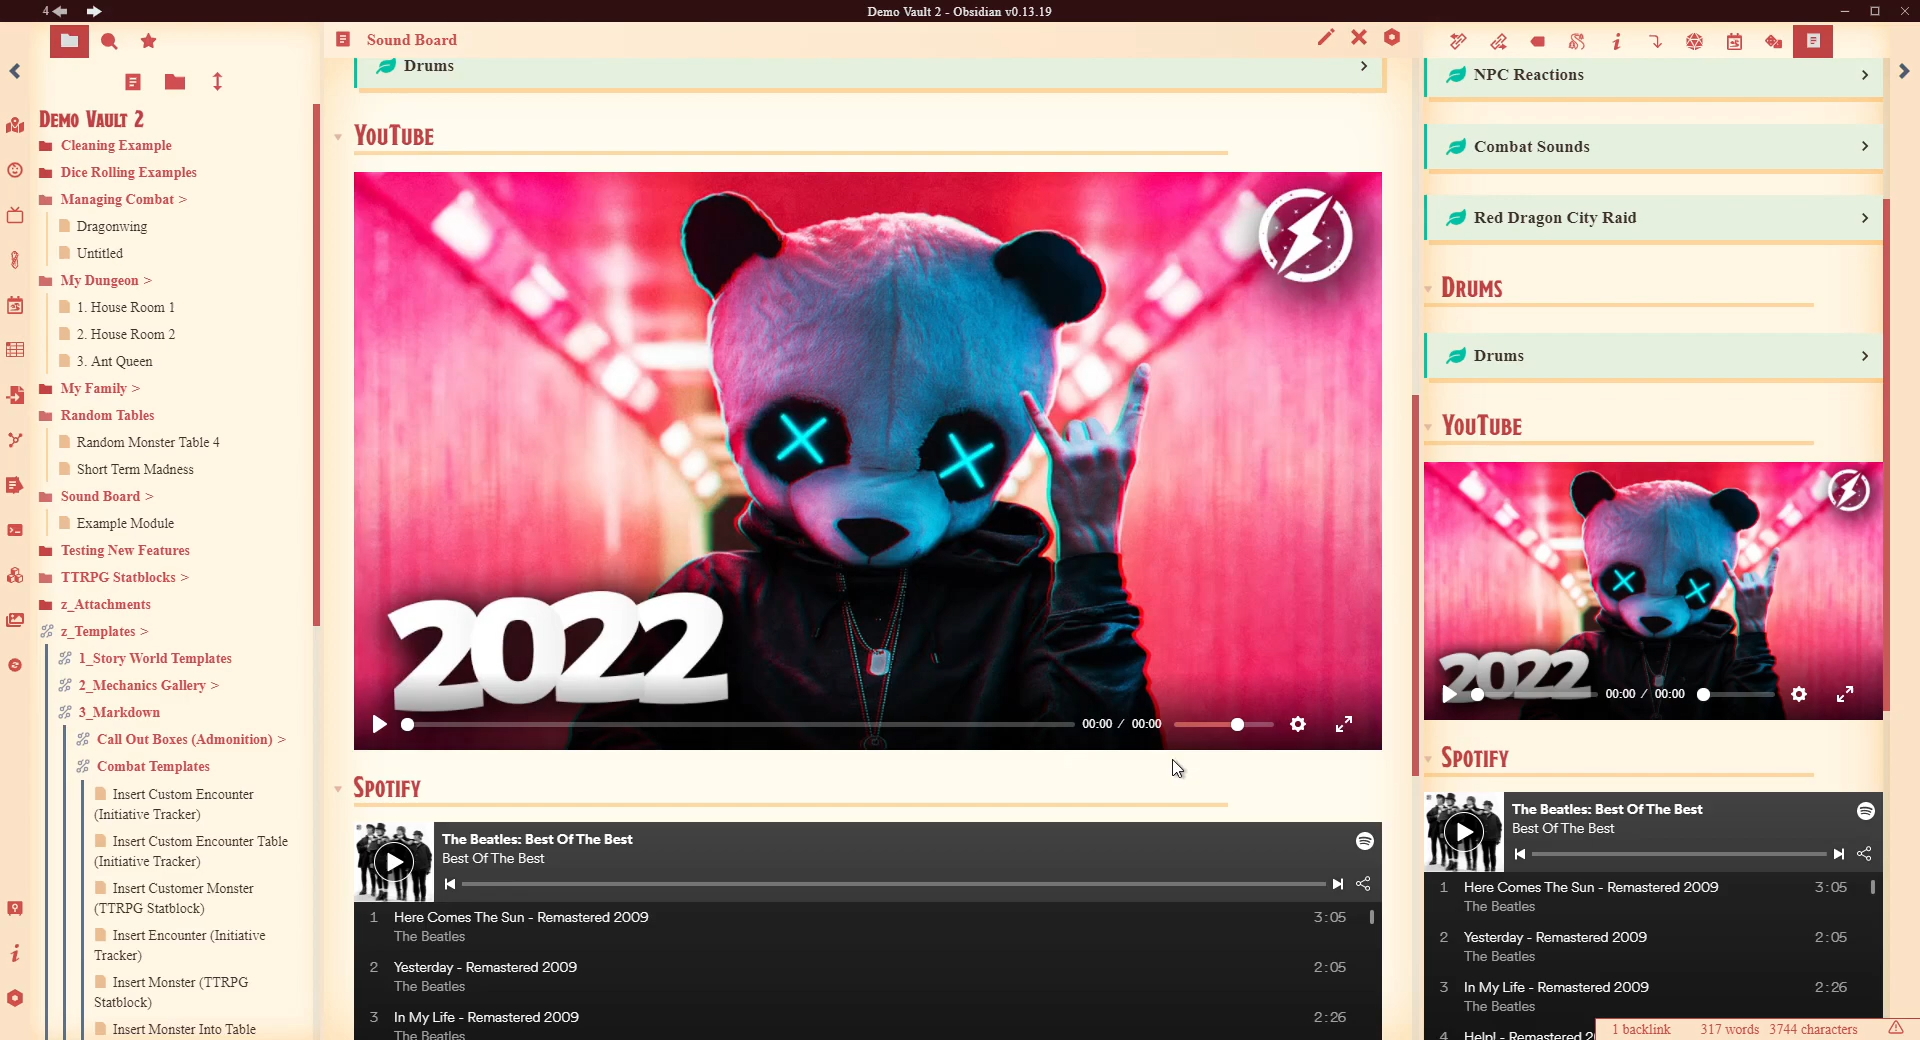 4
Demo Vault 2 - Obsidian v0.13.19
Sound Board
Demo Vault 2
Cleaning Example
Dice Rolling Examples
Managing Combat >
Dragonwing
Untitled
My Dungeon >
1. House Room 1
2. House Room 2
3. Ant Queen
My Family >
Random Tables
Random Monster Table 4
Short Term Madness
Sound Board >
Example Module
Testing New Features
TTRPG Statblocks >
z_Attachments
z_Templates >
1_Story World Templates
2_Mechanics Gallery >
3_Markdown
Call Out Boxes (Admonition) >
Combat Templates
Insert Custom Encounter
(Initiative Tracker)
Insert Custom Encounter Table
(Initiative Tracker)
Insert Customer Monster
(TTRPG Statblock)
Insert Encounter (Initiative
Tracker)
Insert Monster (TTRPG
Statblock)
Insert Monster Into Table
Drums
YouTube
2022
00:00 / 00:00
Spotify
The Beatles: Best Of The Best
Best Of The Best
1 Here Comes The Sun - Remastered 2009 3:05
The Beatles
2 Yesterday - Remastered 2009 2:05
The Beatles
3 In My Life - Remastered 2009 2:26
The Beatles
NPC Reactions
Combat Sounds
Red Dragon City Raid
Drums
Drums
YouTube
2022
00:00 / 00:00
Spotify
The Beatles: Best Of The Best
Best Of The Best
1 Here Comes The Sun - Remastered 2009 3:05
The Beatles
2 Yesterday - Remastered 2009 2:05
The Beatles
3 In My Life - Remastered 2009 2:26
The Beatles
4 Help! - Remastered 2
1 backlink 317 words 3744 characters